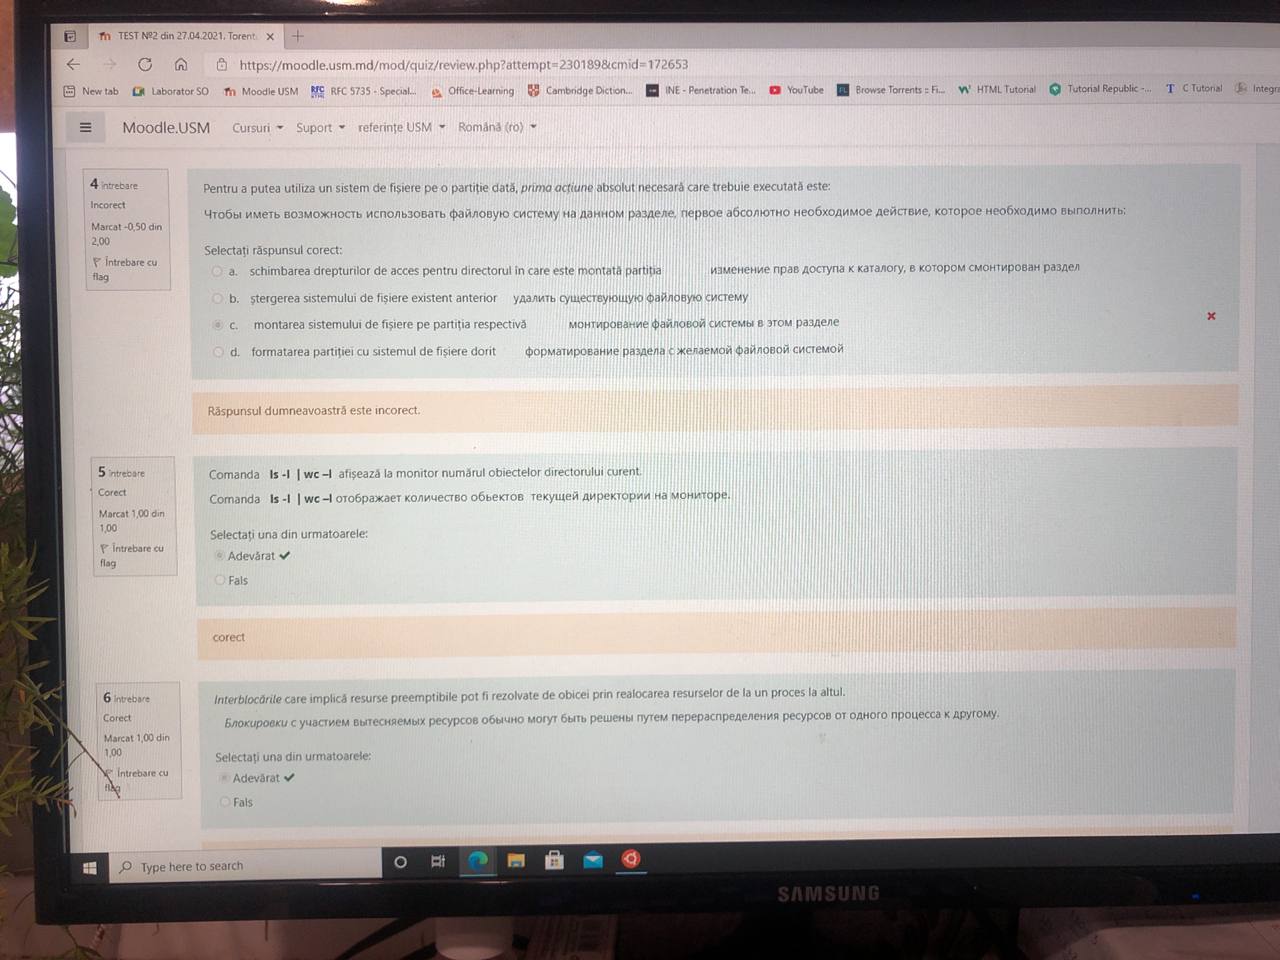 TEST №2 din 27.04.2021. Torent
https://moodle.usm.md/mod/quiz/review.php?attempt=230189&cmid=172653
New tab Laborator SO Moodle USM RFC 5735 - Special... Office-Learning Cambridge Diction... INE - Penetration Te... YouTube Browse Torrents :: Fi... HTML Tutorial Tutorial Republic -... C Tutorial Integra
Moodle.USM Cursuri Suport referințe USM Română (ro)
4 întrebare
Incorect
Marcat -0,50 din
2,00
Întrebare cu
flag
Pentru a putea utiliza un sistem de fișiere pe o partiție dată, prima acțiune absolut necesară care trebuie executată este:
Чтобы иметь возможность использовать файловую систему на данном разделе, первое абсолютно необходимое действие, которое необходимо выполнить:
Selectați răspunsul corect:
a. schimbarea drepturilor de acces pentru directorul în care este montată partiția изменение прав доступа к каталогу, в котором смонтирован раздел
b. ștergerea sistemului de fișiere existent anterior удалить существующую файловую систему
c. montarea sistemului de fișiere pe partiția respectivă монтирование файловой системы в этом разделе
d. formatarea partiției cu sistemul de fișiere dorit форматирование раздела с желаемой файловой системой
Răspunsul dumneavoastră este incorect.
5 întrebare
Corect
Marcat 1,00 din
1,00
Întrebare cu
flag
Comanda ls -l | wc –l afișează la monitor numărul obiectelor directorului curent.
Comanda ls -l | wc –l отображает количество обьектов текущей директории на мониторе.
Selectați una din urmatoarele:
Adevărat
Fals
corect
6 întrebare
Corect
Marcat 1,00 din
1,00
Întrebare cu
flag
Interblocările care implică resurse preemptibile pot fi rezolvate de obicei prin realocarea resurselor de la un proces la altul.
Блокировки с участием вытесняемых ресурсов обычно могут быть решены путем перераспределения ресурсов от одного процесса к другому.
Selectați una din urmatoarele:
Adevărat
Fals
Type here to search
SAMSUNG